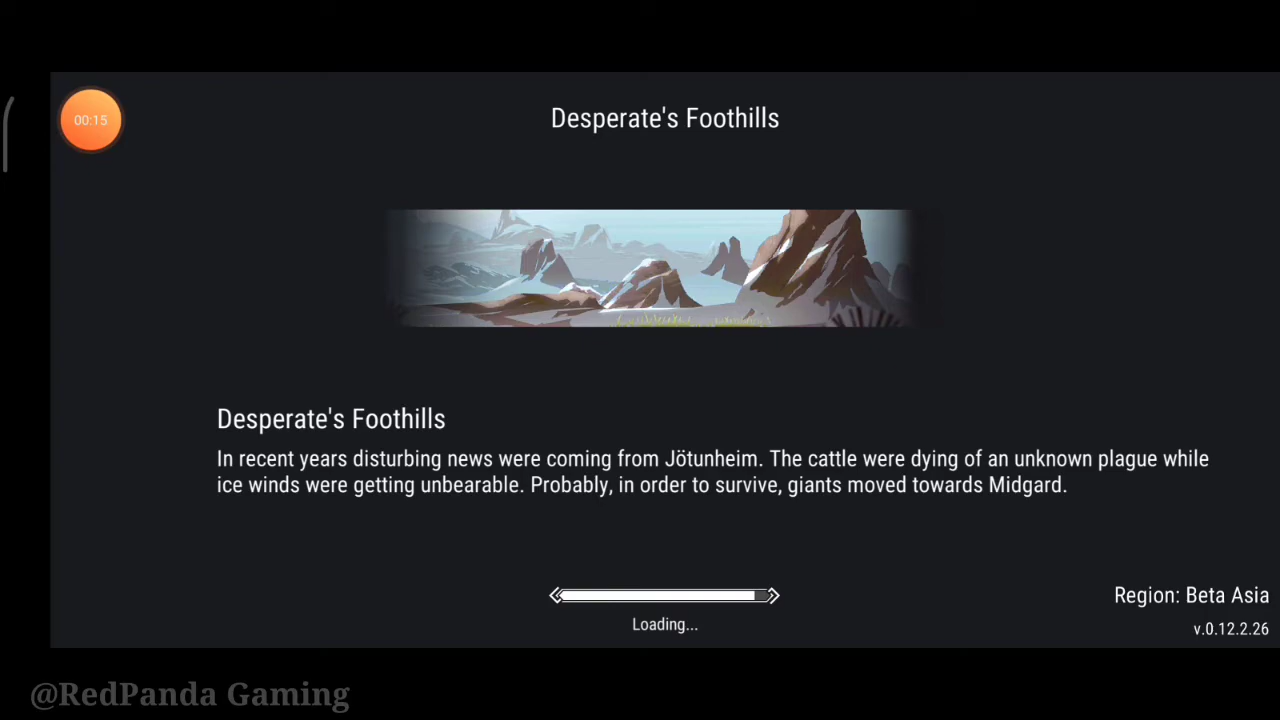 00:15
Desperate's Foothills
Desperate's Foothills
In recent years disturbing news were coming from Jötunheim. The cattle were dying of an unknown plague while
ice winds were getting unbearable. Probably, in order to survive, giants moved towards Midgard.
Loading...
Region: Beta Asia
v.0.12.2.26
@RedPanda Gaming